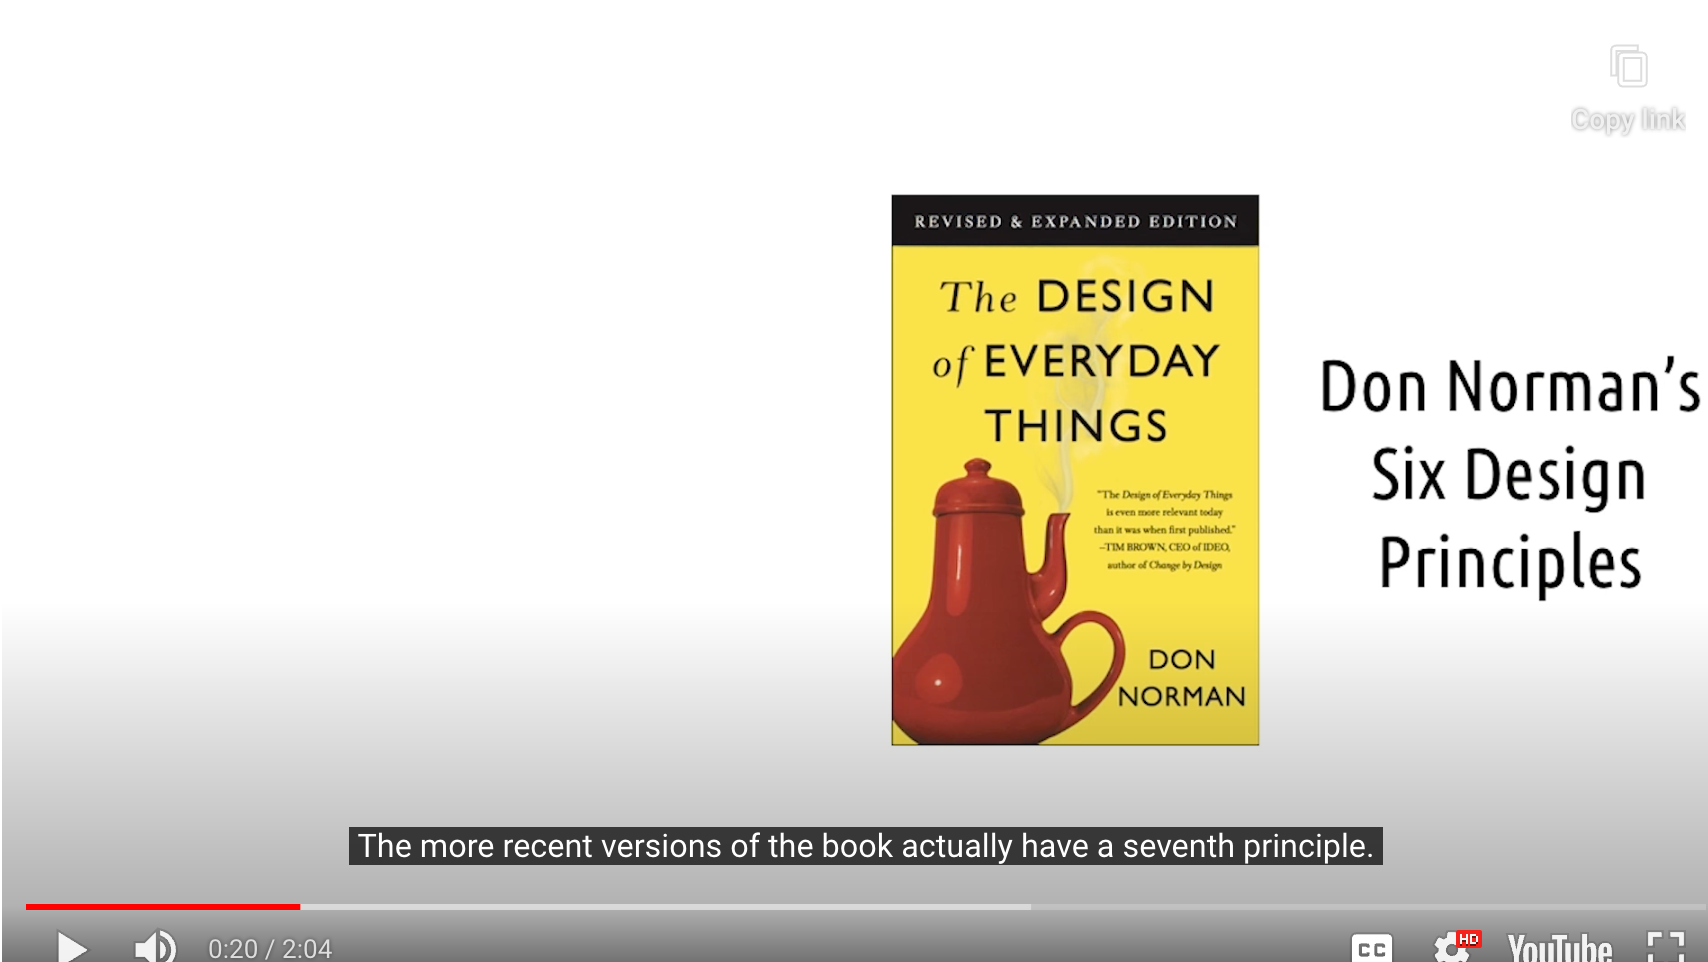 Copy link
REVISED & EXPANDED EDITION
The DESIGN
of EVERYDAY
THINGS
"The Design of Everyday Things
is even more relevant today
than it was when first published."
–TIM BROWN, CEO of IDEO,
author of Change by Design
DON
NORMAN
Don Norman’s
Six Design
Principles
The more recent versions of the book actually have a seventh principle.
0:20 / 2:04
CC
HD
YouTube